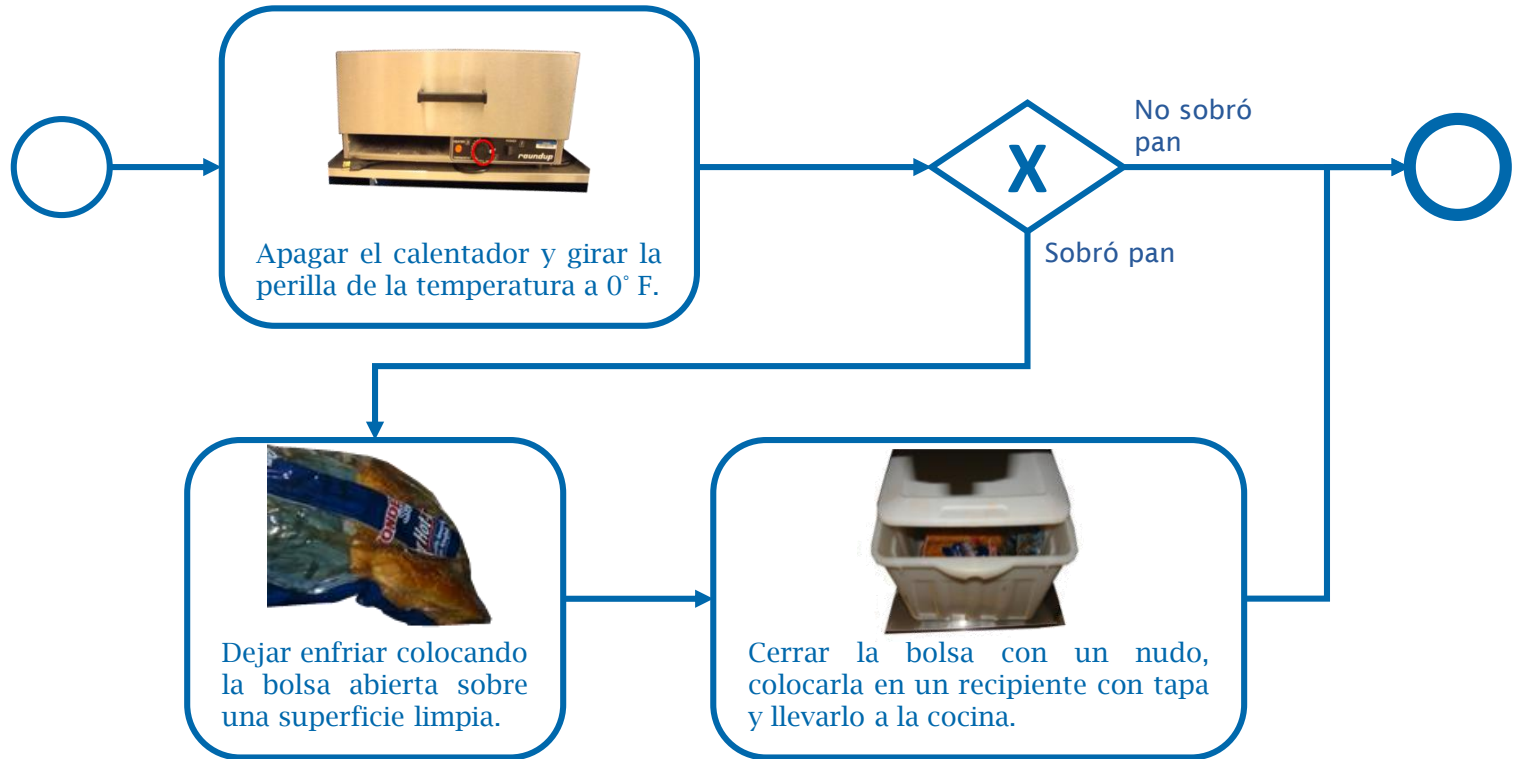 roundup
Apagar el calentador y girar la
perilla de la temperatura a 0° F.
X
No sobró
pan
Sobró pan
Dejar enfriar colocando
la bolsa abierta sobre
una superficie limpia.
Cerrar la bolsa con un nudo,
colocarla en un recipiente con tapa
y llevarlo a la cocina.